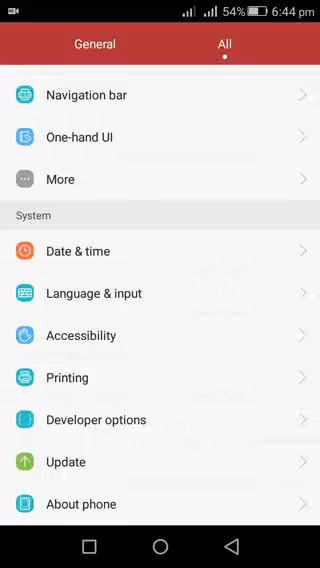 54% 6:44 pm
General All
Navigation bar
One-hand UI
More
System
Date & time
Language & input
Accessibility
Printing
Developer options
Update
About phone